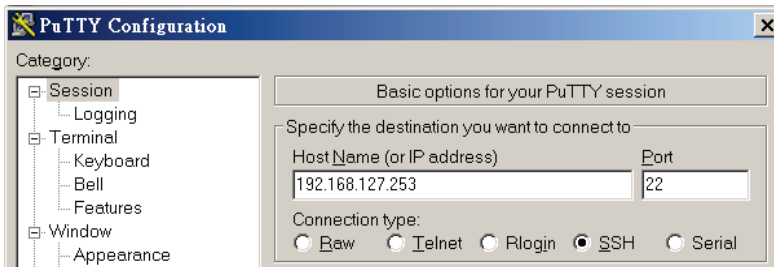 PuTTY Configuration
Category:
Session
Logging
Terminal
Keyboard
Bell
Features
Window
Appearance
Basic options for your PuTTY session
Specify the destination you want to connect to
Host Name (or IP address) Port
192.168.127.253 22
Connection type:
Raw Telnet Rlogin SSH Serial